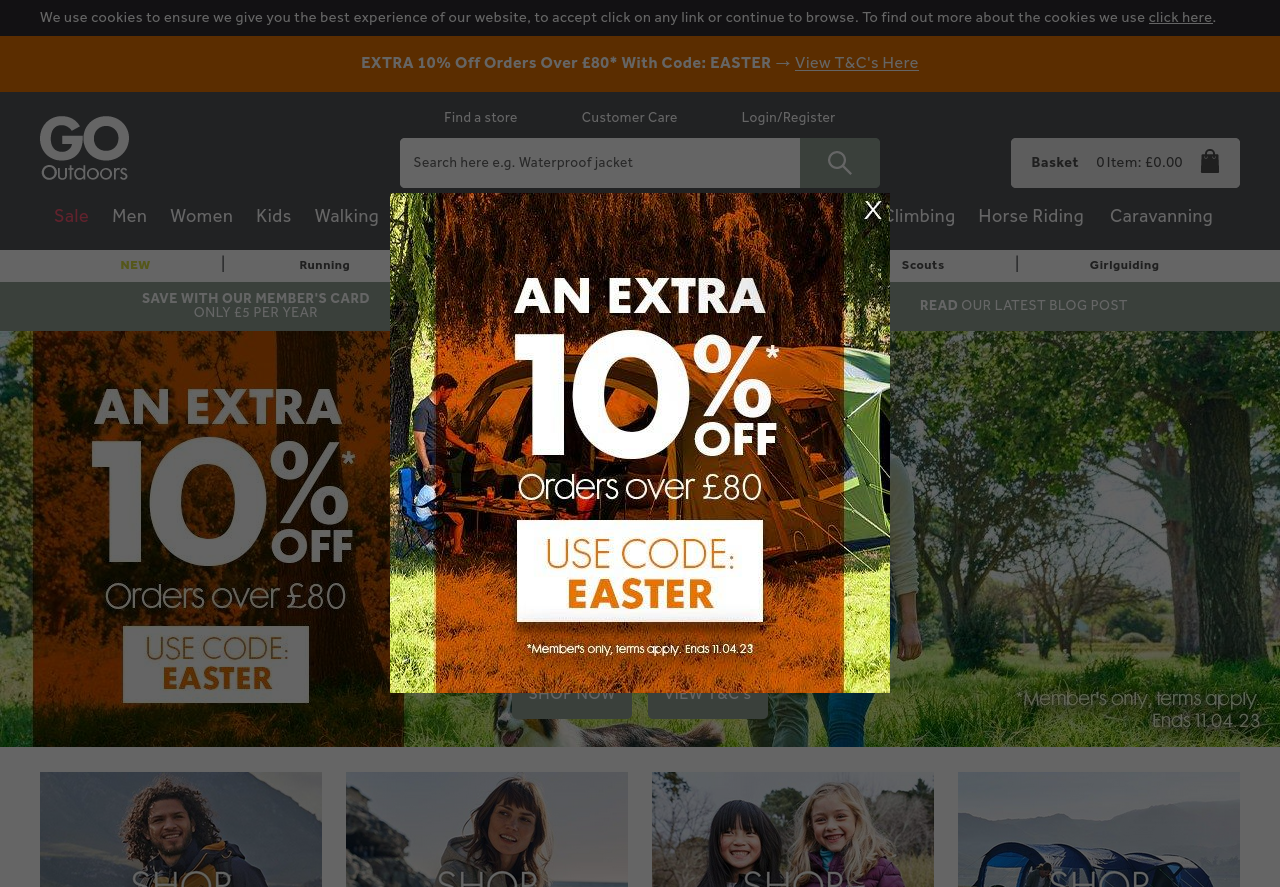 We use cookies to ensure we give you the best experience of our website, to accept click on any link or continue to browse. To find out more about the cookies we use click here.
EXTRA 10% Off Orders Over £80* With Code: EASTER → View T&C's Here
Find a store
Customer Care
Login/Register
GO
Outdoors
Search here e.g. Waterproof jacket
Basket 0 Item: £0.00
Sale
Men
Women
Kids
Walking
Climbing
Horse Riding
Caravanning
NEW
Running
Scouts
Girlguiding
SAVE WITH OUR MEMBER'S CARD
ONLY £5 PER YEAR
READ OUR LATEST BLOG POST
X
AN EXTRA
10%*
OFF
Orders over £80
USE CODE:
EASTER
*Member's only, terms apply. Ends 11.04.23
AN EXTRA
10%*
OFF
Orders over £80
USE CODE:
EASTER
SHOP NOW
VIEW T&C's
*Member's only, terms apply.
Ends 11.04.23
SHOP
SHOP
SHOP
SHOP